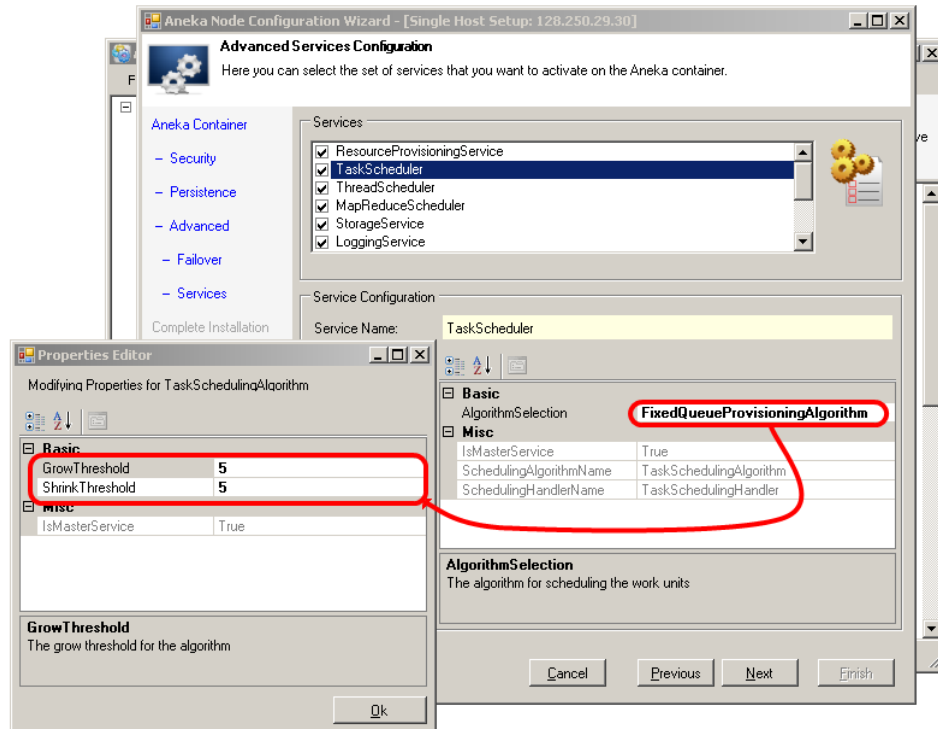 Aneka Node Configuration Wizard - [Single Host Setup: 128.250.29.30]
Advanced Services Configuration
Here you can select the set of services that you want to activate on the Aneka container.
F
ve
Aneka Container
– Security
– Persistence
– Advanced
– Failover
– Services
Complete Installation
Services
ResourceProvisioningService
TaskScheduler
ThreadScheduler
MapReduceScheduler
StorageService
LoggingService
Service Configuration
Service Name: TaskScheduler
Basic
AlgorithmSelection FixedQueueProvisioningAlgorithm
Misc
IsMasterService True
SchedulingAlgorithmName TaskSchedulingAlgorithm
SchedulingHandlerName TaskSchedulingHandler
AlgorithmSelection
The algorithm for scheduling the work units
Cancel Previous Next Finish
Properties Editor
Modifying Properties for TaskSchedulingAlgorithm
Basic
GrowThreshold 5
ShrinkThreshold 5
Misc
IsMasterService True
GrowThreshold
The grow threshold for the algorithm
Ok